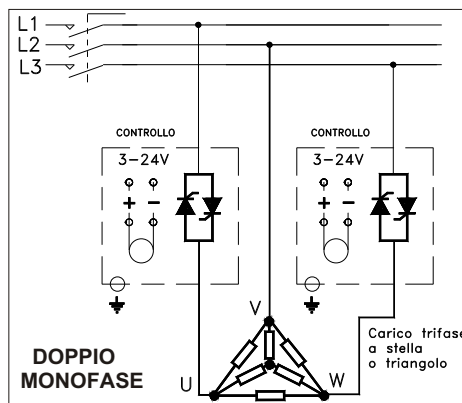 L1
L2
L3
CONTROLLO
3-24V
+ -
CONTROLLO
3-24V
+ -
V
Carico trifase
a stella
o triangolo
DOPPIO
MONOFASE
U
W